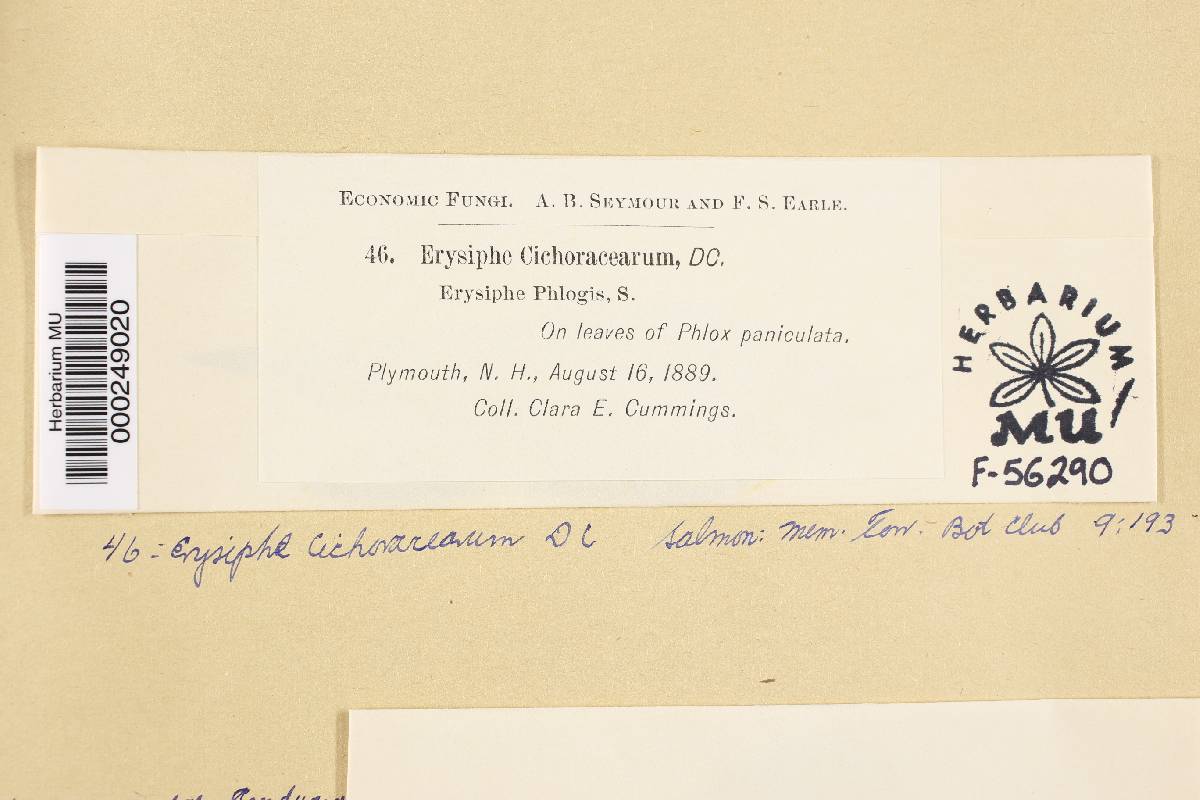 ECONOMIC FUNGI. A. B. SEYMOUR AND F. S. EARLE.
46. Erysiphe Cichoracearum, DC.
Erysiphe Phlogis, S.
On leaves of Phlox paniculata.
Plymouth, N. H., August 16, 1889.
Coll. Clara E. Cummings.
Herbarium MU
000249020
HERBARIUM
MU
F-56290
46 = Erysiphe Cichoracearum DC Salmon: Mem. Torr. Bot Club 9:193